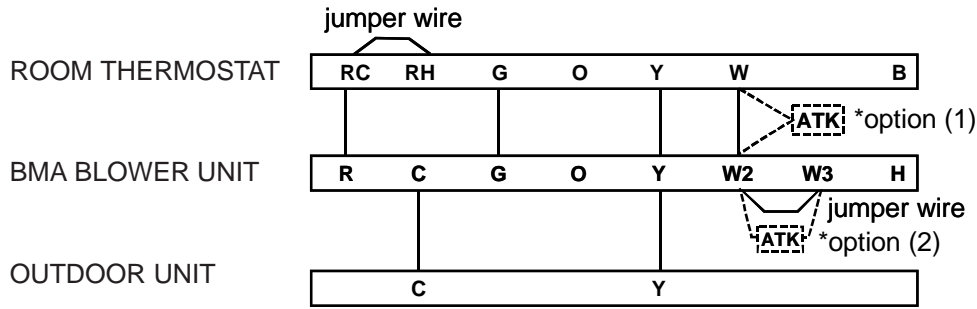 jumper wire
ROOM THERMOSTAT RC RH G O Y W B
ATK *option (1)
BMA BLOWER UNIT R C G O Y W2 W3 H
jumper wire
ATK *option (2)
OUTDOOR UNIT
C Y